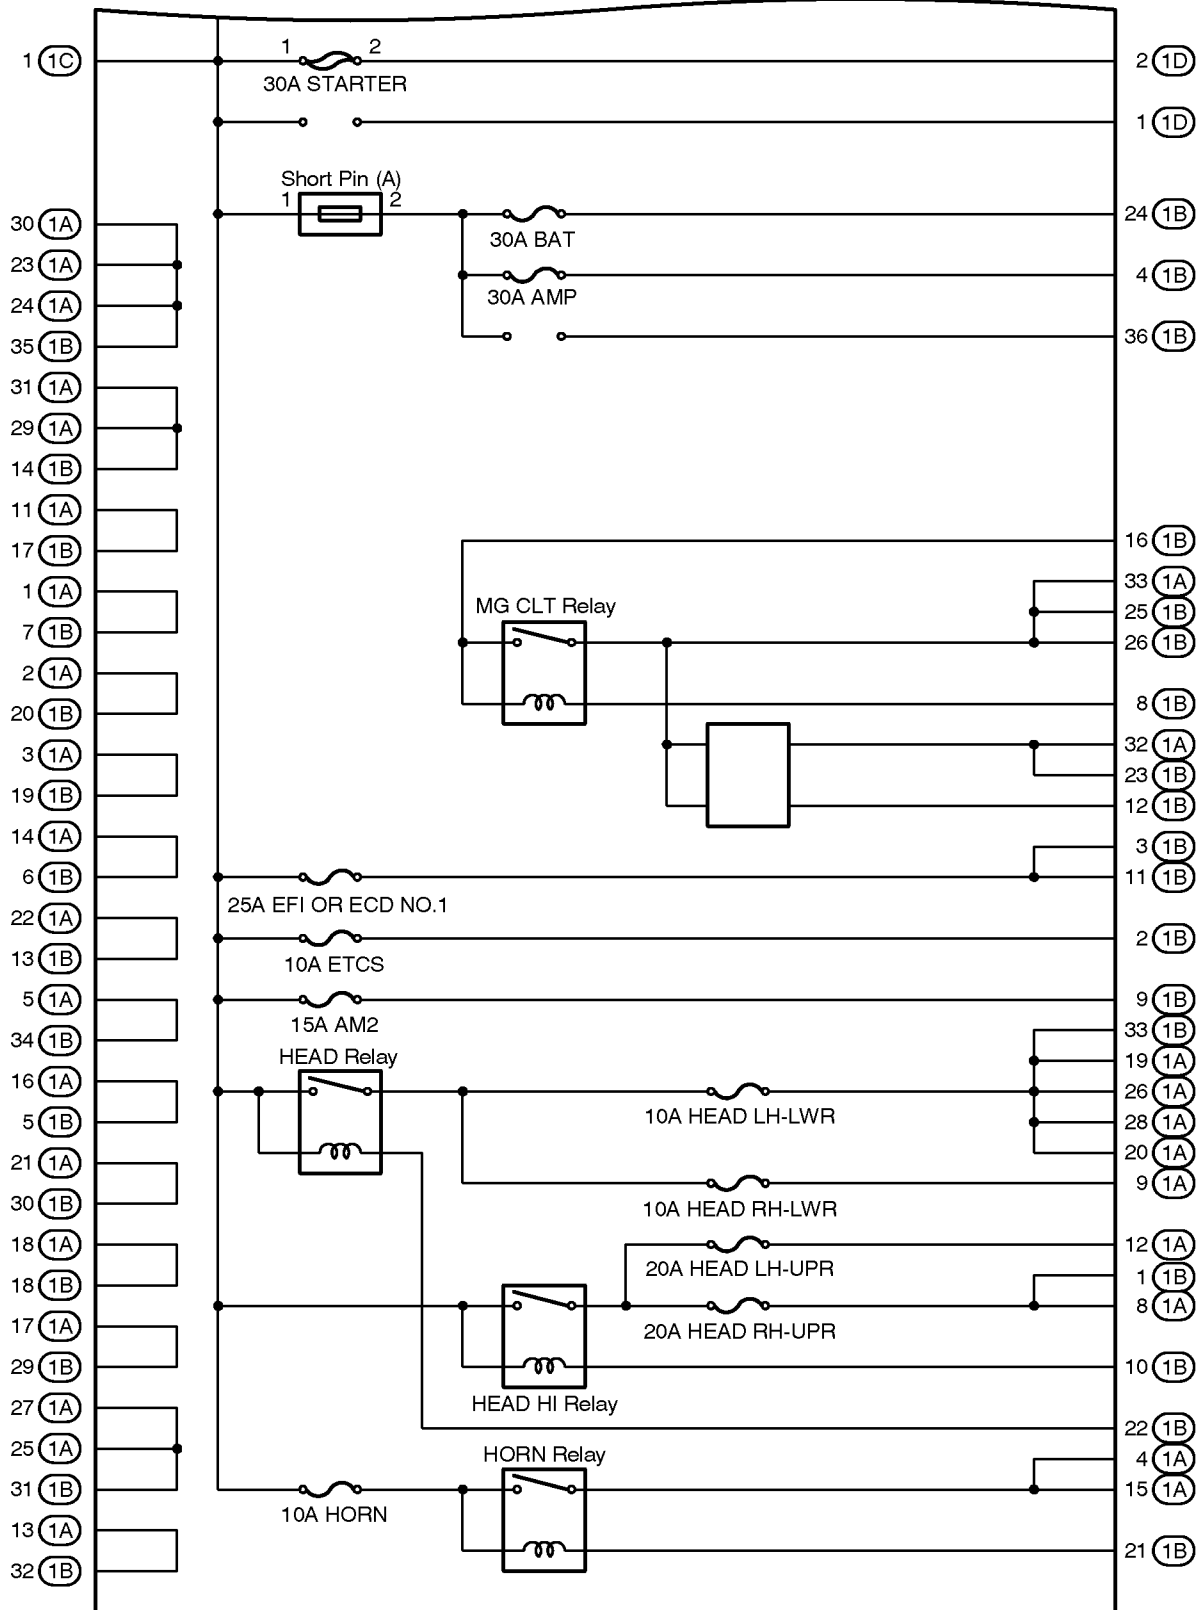 1 1C
1 2
30A STARTER
2 1D
1 1D
Short Pin (A)
1 2
30A BAT
24 1B
30A AMP
4 1B
36 1B
30 1A
23 1A
24 1A
35 1B
31 1A
29 1A
14 1B
11 1A
17 1B
1 1A
7 1B
2 1A
20 1B
3 1A
19 1B
14 1A
6 1B
22 1A
13 1B
5 1A
34 1B
16 1A
5 1B
21 1A
30 1B
18 1A
18 1B
17 1A
29 1B
27 1A
25 1A
31 1B
13 1A
32 1B
MG CLT Relay
16 1B
33 1A
25 1B
26 1B
8 1B
32 1A
23 1B
12 1B
25A EFI OR ECD NO.1
3 1B
11 1B
10A ETCS
2 1B
15A AM2
9 1B
HEAD Relay
33 1B
19 1A
10A HEAD LH-LWR
26 1A
28 1A
20 1A
10A HEAD RH-LWR
9 1A
20A HEAD LH-UPR
12 1A
1 1B
20A HEAD RH-UPR
8 1A
HEAD HI Relay
10 1B
22 1B
HORN Relay
4 1A
10A HORN
15 1A
21 1B